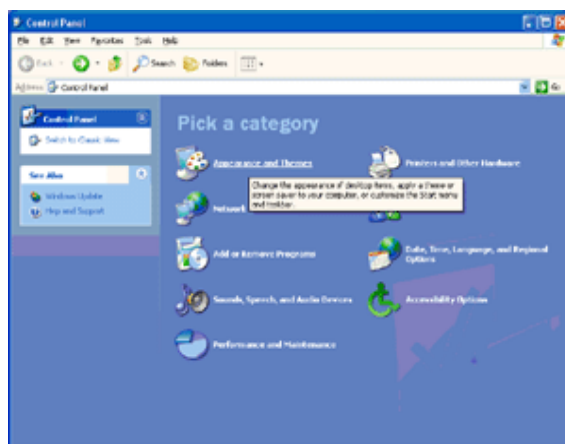 Control Panel
File Edit View Favorites Tools Help
Back Search Folders
Address Control Panel Go
Control Panel
Switch to Classic View
See Also
Windows Update
Help and Support
Pick a category
Appearance and Themes
Printers and Other Hardware
Change the appearance of desktop items, apply a theme or
screen saver to your computer, or customize the Start menu
and taskbar.
Network
Add or Remove Programs
Date, Time, Language, and Regional
Options
Sounds, Speech, and Audio Devices
Accessibility Options
Performance and Maintenance